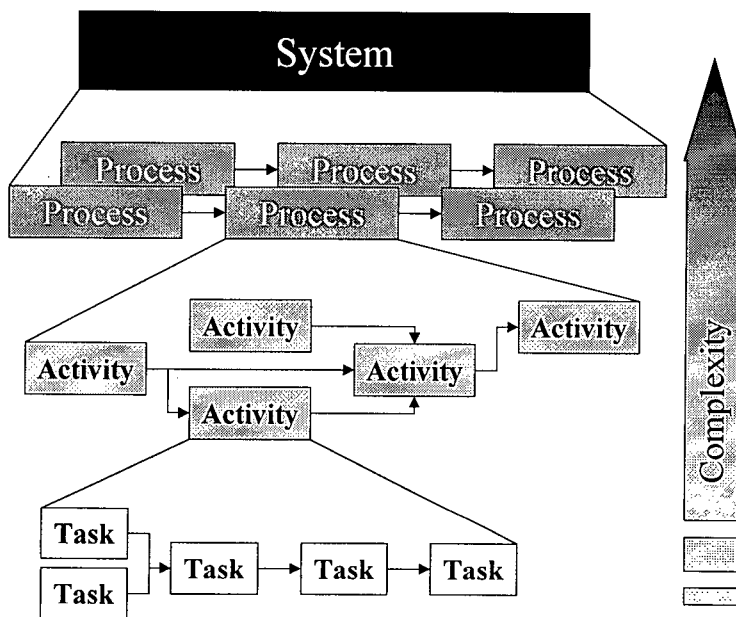 System
Process Process Process
Process Process Process
Activity Activity
Activity Activity
Activity
Task
Task Task Task
Task
Complexity